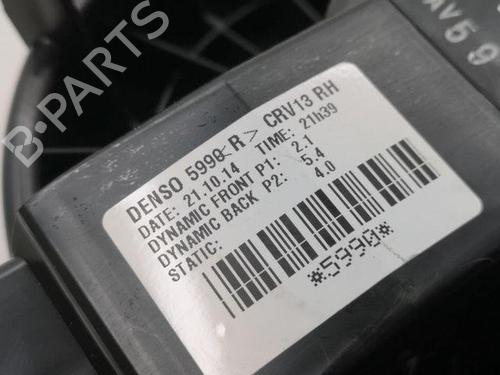 DENSO 5990<R> CRV13 RH
DATE: 21.10.14 TIME: 21h39
DYNAMIC FRONT P1: 2.1
DYNAMIC BACK P2: 5.4
STATIC: 4.0
*5990*
AV59
B-PARTS